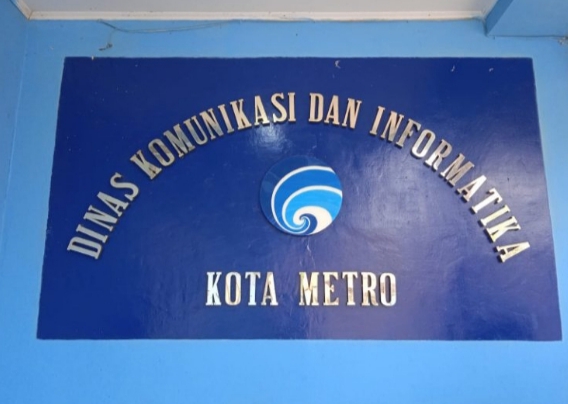 DINAS KOMUNIKASI DAN INFORMATIKA
KOTA METRO